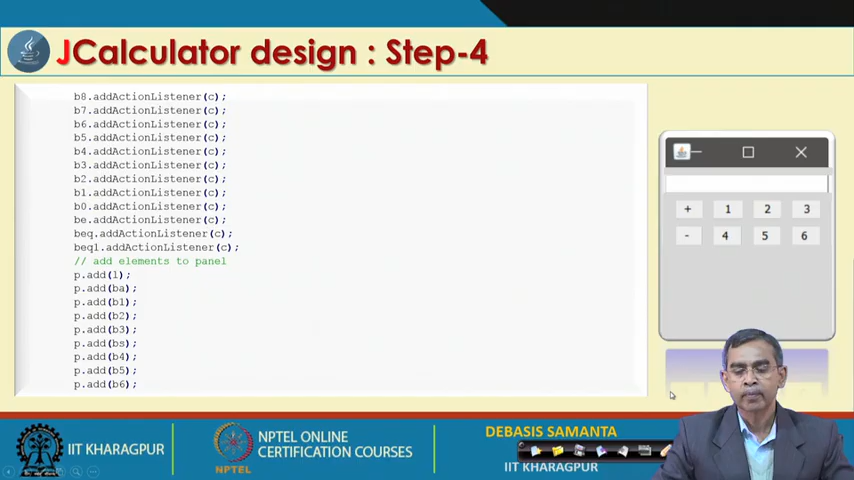 JCalculator design : Step-4
b8.addActionListener(c);
b7.addActionListener(c);
b6.addActionListener(c);
b5.addActionListener(c);
b4.addActionListener(c);
b3.addActionListener(c);
b2.addActionListener(c);
b1.addActionListener(c);
b0.addActionListener(c);
be.addActionListener(c);
beq.addActionListener(c);
beq1.addActionListener(c);
// add elements to panel
p.add(l);
p.add(ba);
p.add(b1);
p.add(b2);
p.add(b3);
p.add(bs);
p.add(b4);
p.add(b5);
p.add(b6);
+ 1 2 3
- 4 5 6
IIT KHARAGPUR
NPTEL
NPTEL ONLINE
CERTIFICATION COURSES
DEBASIS SAMANTA
IIT KHARAGPUR